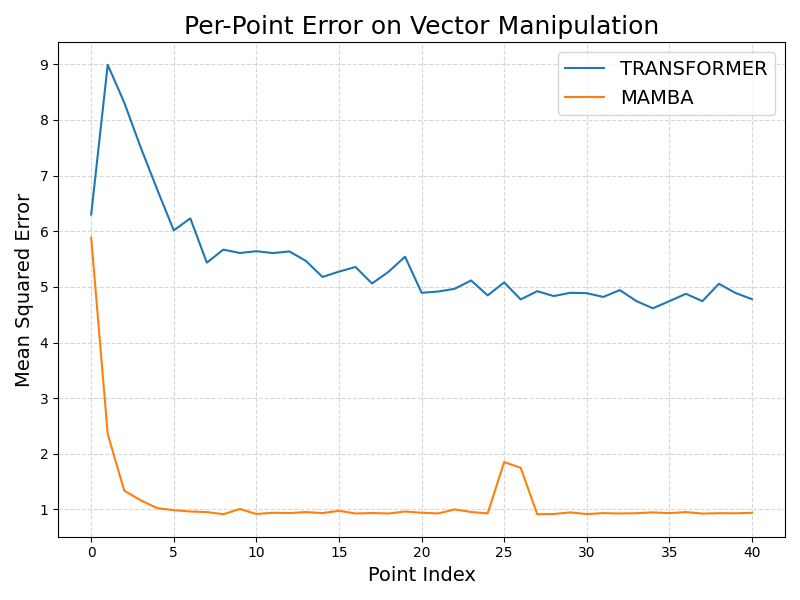 Per-Point Error on Vector Manipulation
TRANSFORMER
MAMBA
Mean Squared Error
9
8
7
6
5
4
3
2
1
0 5 10 15 20 25 30 35 40
Point Index